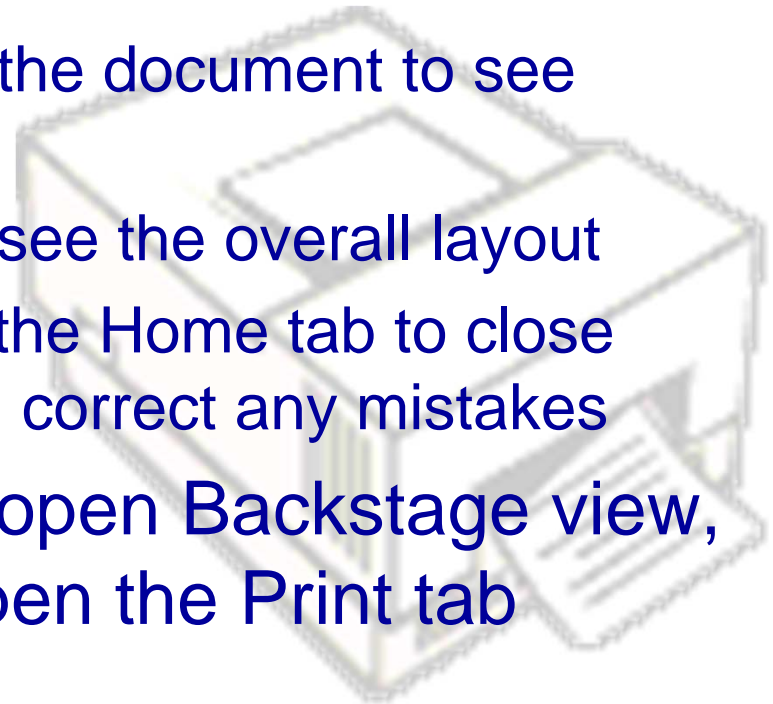 the document to see
see the overall layout
the Home tab to close
correct any mistakes
open Backstage view,
the Print tab